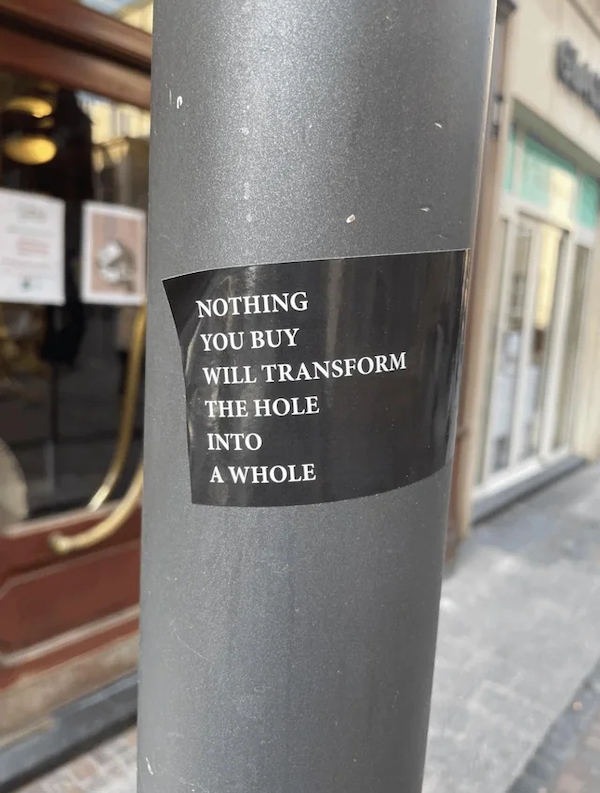 NOTHING
YOU BUY
WILL TRANSFORM
THE HOLE
INTO
A WHOLE